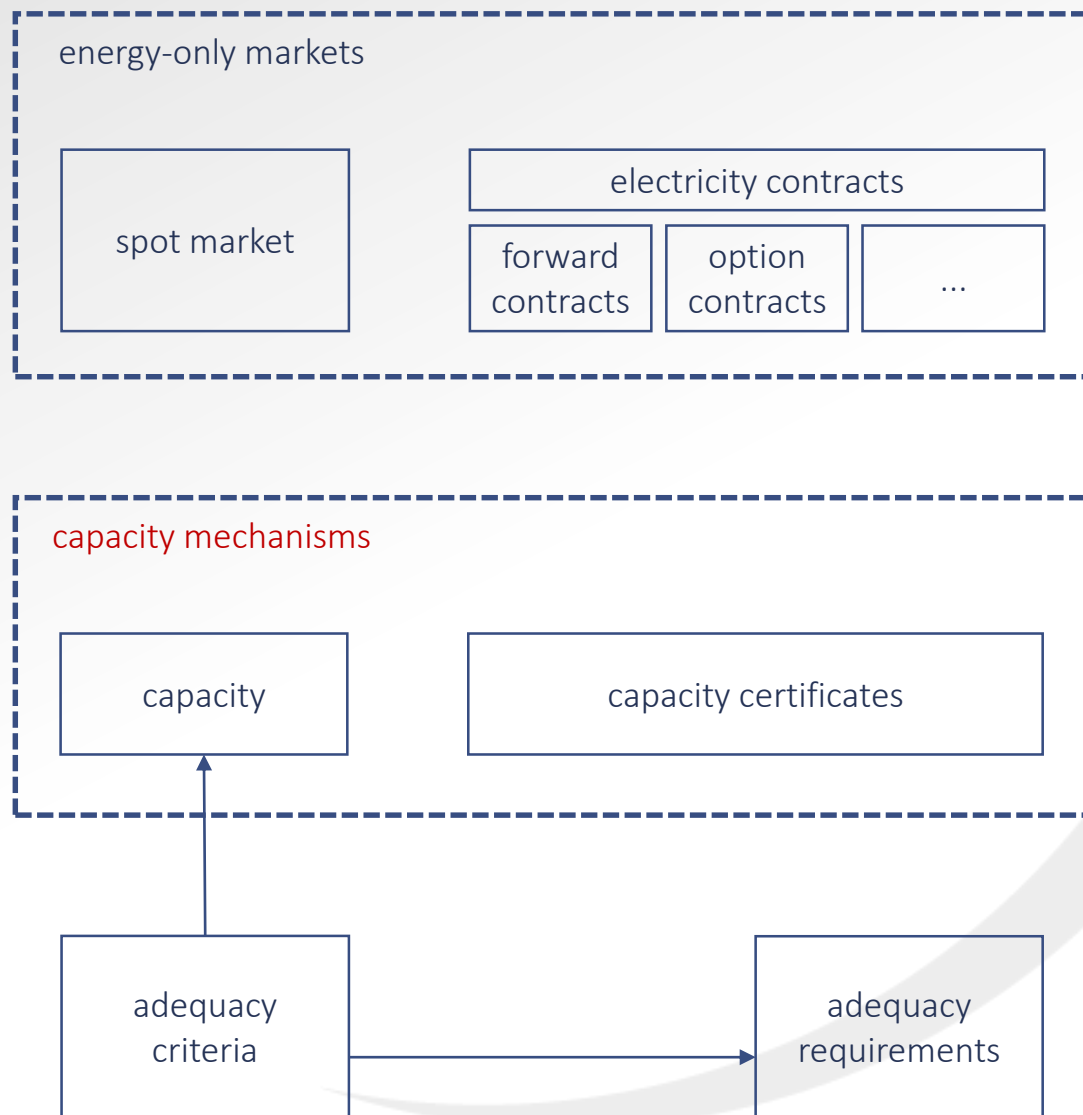 energy-only markets
spot market
electricity contracts
forward
contracts
option
contracts
...
capacity mechanisms
capacity
capacity certificates
adequacy
criteria
adequacy
requirements